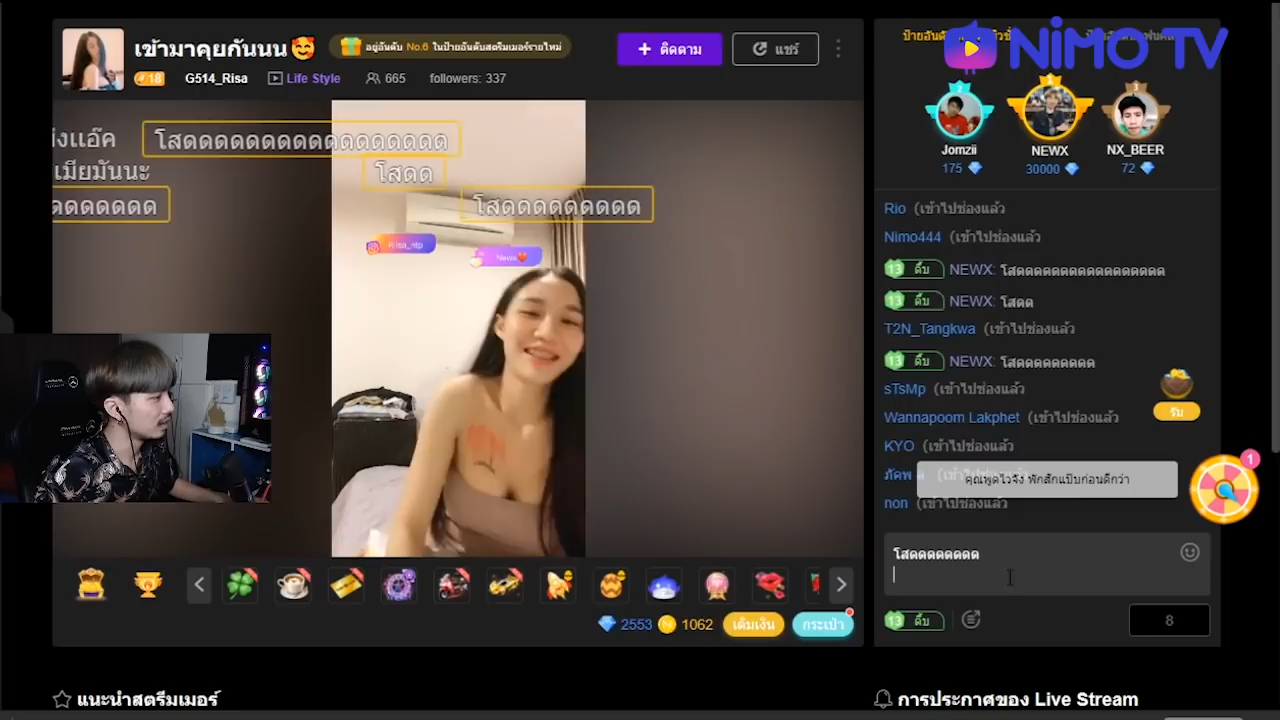 เข้ามาคุยกันนน
อยู่อันดับ No.6 ในป้ายอันดับสตรีมเมอร์รายใหม่
18 G514_Risa Life Style 665 followers: 337
+ ติดตาม
แชร์
NiMO TV
2
1
3
Jomzii
NEWX
NX_BEER
175
30000
72
โสดดดดดดดดดดดดดดดดด
เมียมันนะ
โสดด
ดดดดดดด
โสดดดดดดดดด
News
Rio (เข้าไปช่องแล้ว
Nimo444 (เข้าไปช่องแล้ว
13 ดื้บ NEWX: โสดดดดดดดดดดดดดดดดด
13 ดื้บ NEWX: โสดด
T2N_Tangkwa (เข้าไปช่องแล้ว
13 ดื้บ NEWX: โสดดดดดดดดด
sTsMp (เข้าไปช่องแล้ว
Wannapoom Lakphet (เข้าไปช่องแล้ว
รับ
KYO (เข้าไปช่องแล้ว
คุณพูดไวจัง พักสักแป๊บก่อนดีกว่า
non (เข้าไปช่องแล้ว
1
โสดดดดดดดดด
13 ดื้บ
8
2553 1062 เติมเงิน กระเป๋า
แนะนำสตรีมเมอร์
การประกาศของ Live Stream